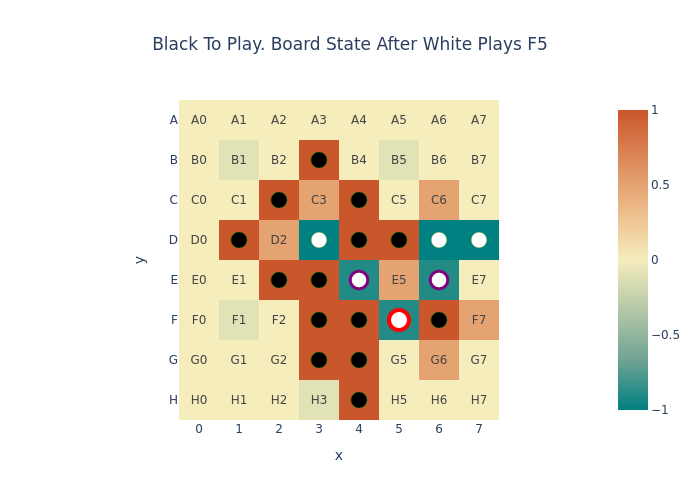 Black To Play. Board State After White Plays F5
A A0 A1 A2 A3 A4 A5 A6 A7
B B0 B1 B2 B4 B5 B6 B7
C C0 C1 C3 C5 C6 C7
D D0 D2
E E0 E1 E5 E7
F F0 F1 F2 F7
G G0 G1 G2 G5 G6 G7
H H0 H1 H2 H3 H5 H6 H7
0 1 2 3 4 5 6 7
x
y
1
0.5
0
−0.5
−1